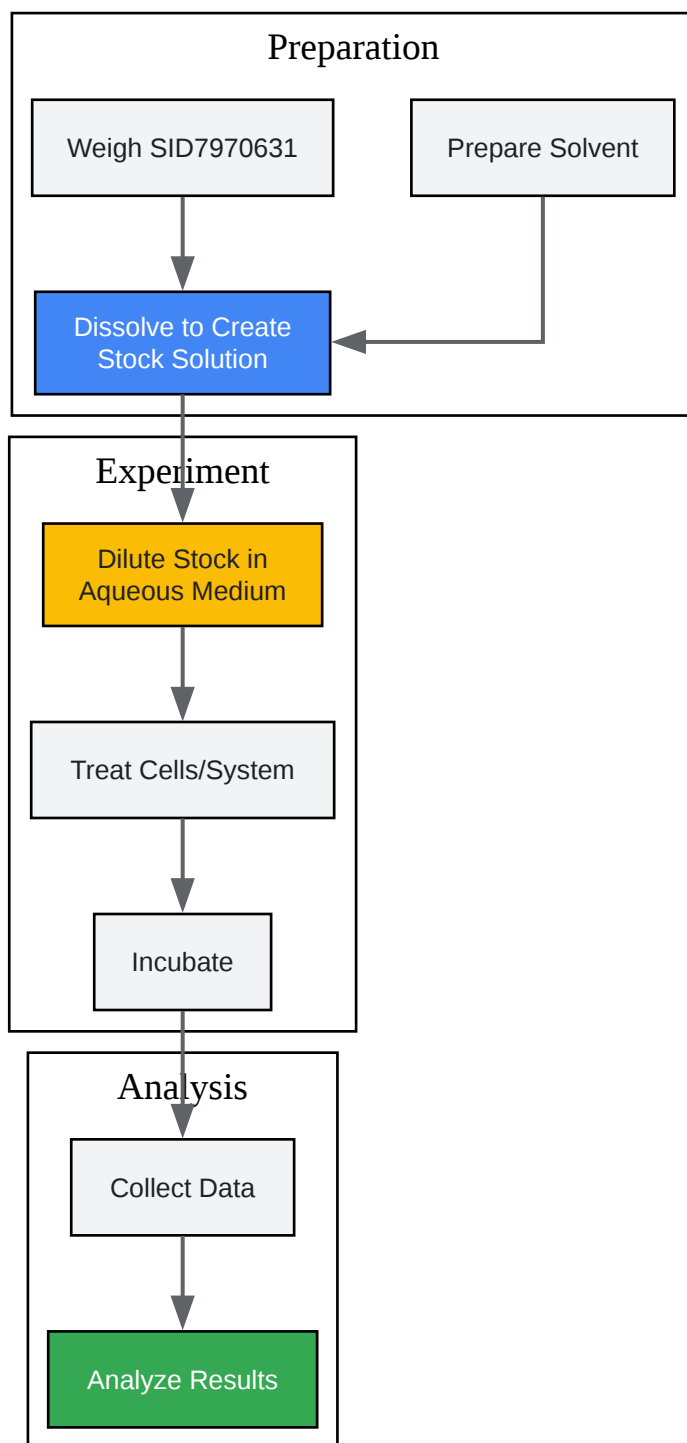 Preparation
Weigh SID7970631
Prepare Solvent
Dissolve to Create
Stock Solution
Experiment
Dilute Stock in
Aqueous Medium
Treat Cells/System
Incubate
Analysis
Collect Data
Analyze Results